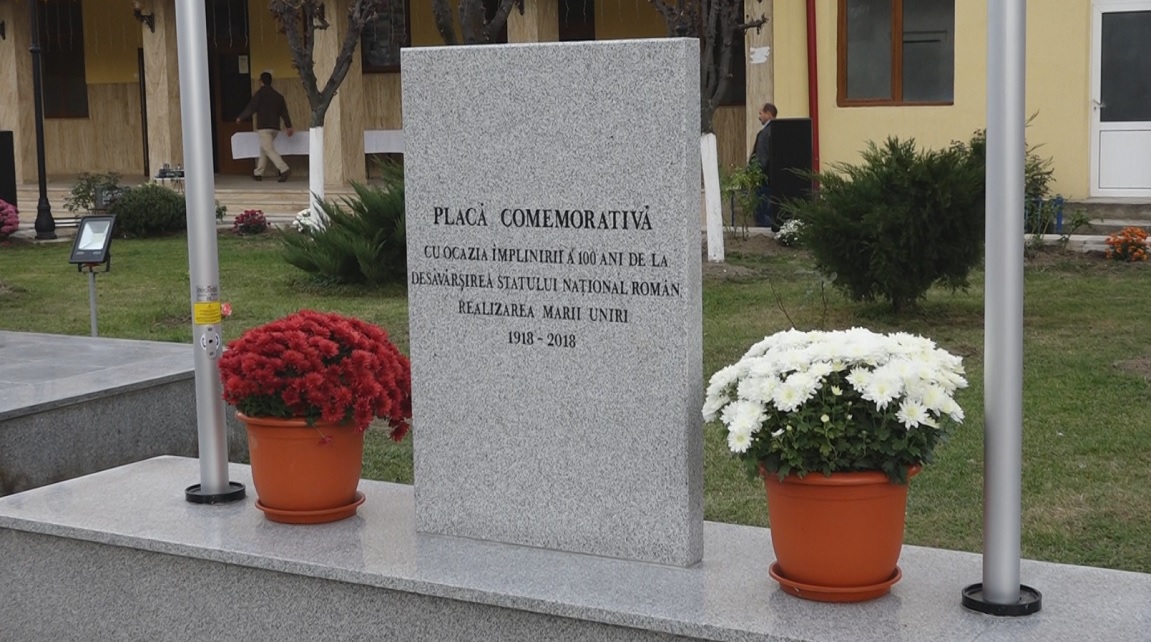 PLACĂ COMEMORATIVĂ
CU OCAZIA ÎMPLINIRII A 100 ANI DE LA
DESĂVÂRȘIREA STATULUI NAȚIONAL ROMÂN
REALIZAREA MARII UNIRI
1918 - 2018